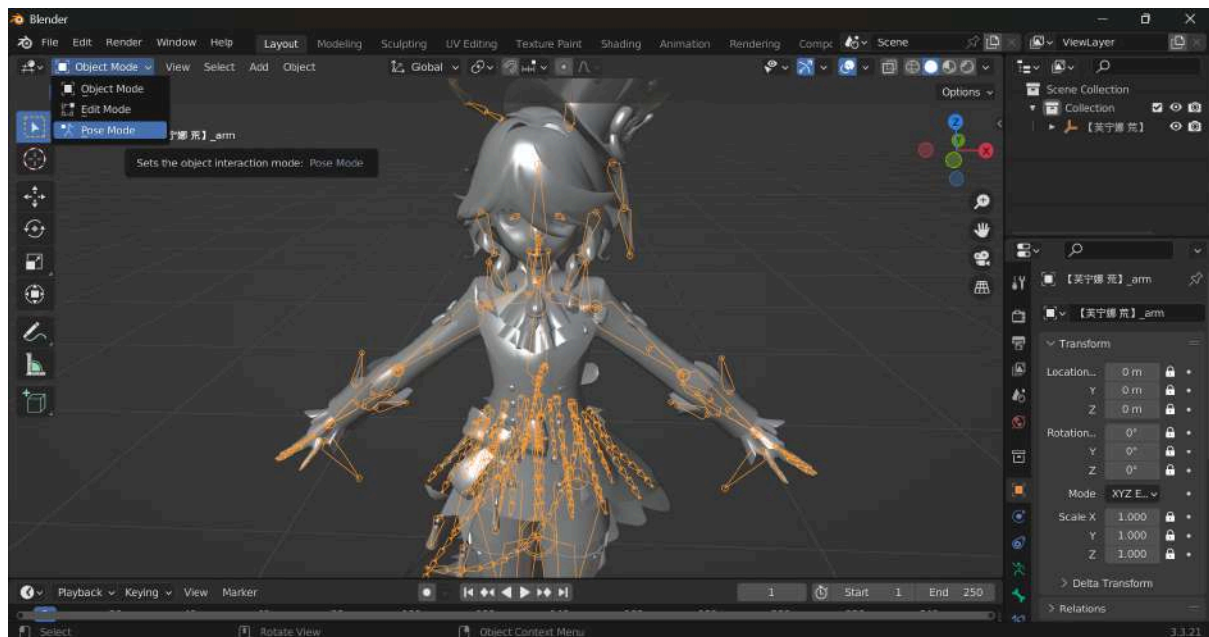 Blender
File Edit Render Window Help Layout Modeling Sculpting UV Editing Texture Paint Shading Animation Rendering Compc Scene ViewLayer
Object Mode View Select Add Object Global
Options
Object Mode
Edit Mode
Pose Mode
_arm
Sets the object interaction mode: Pose Mode
Z
Y
X
Scene Collection
Collection
【芙宁娜 荒】
【芙宁娜 荒】_arm
【芙宁娜 荒】_arm
Transform
Location... 0 m
Y 0 m
Z 0 m
Rotation... 0°
Y 0°
Z 0°
Mode XYZ E...
Scale X 1.000
Y 1.000
Z 1.000
Delta Transform
Relations
Playback Keying View Marker 1 Start 1 End 250
Select Rotate View Object Context Menu 3.3.21